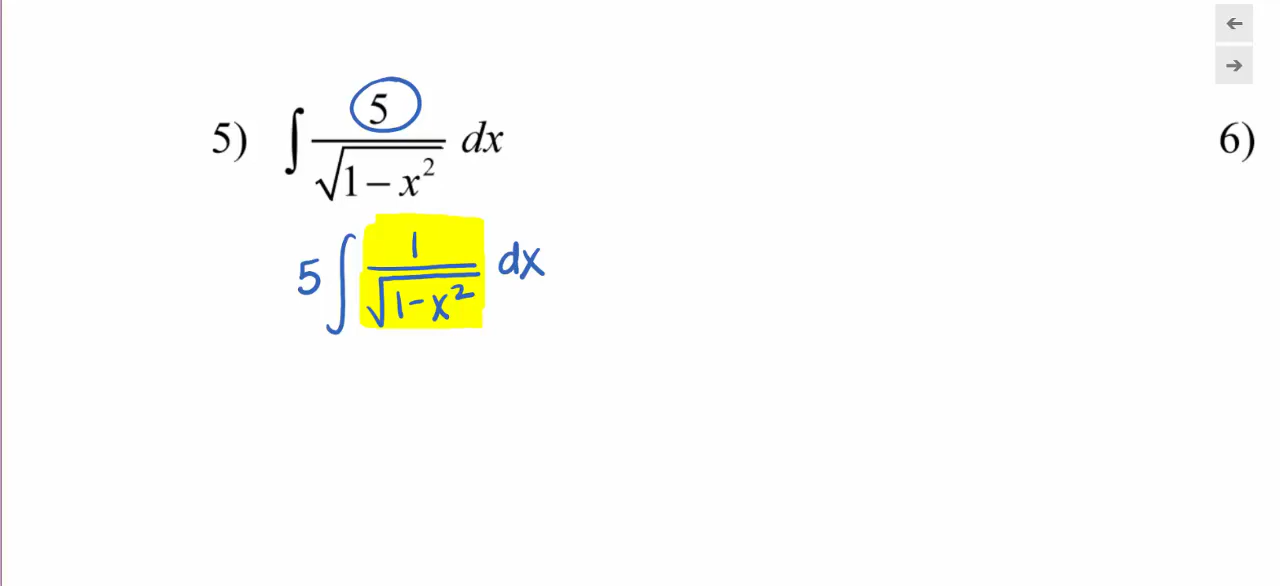 5) ∫ 5/√(1 − x²) dx
5 ∫ 1/√(1−x²) dx
6)